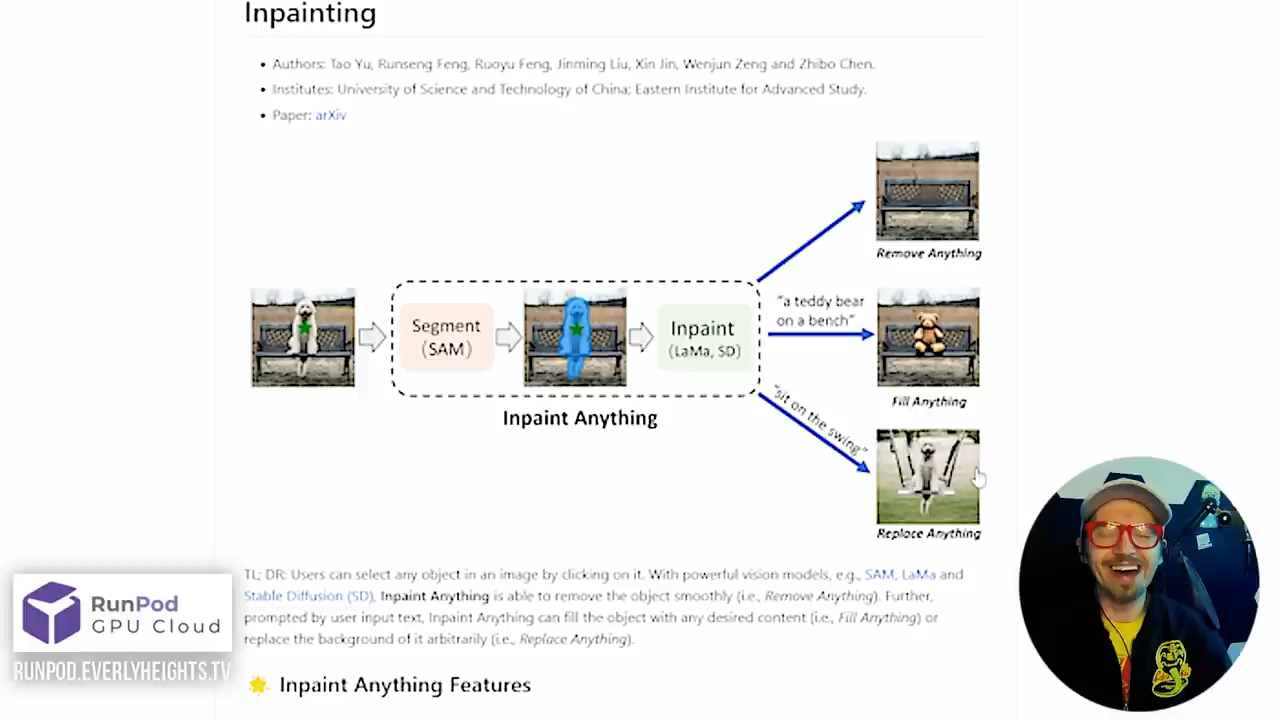 Inpainting
Authors: Tao Yu, Runseng Feng, Ruoyu Feng, Jinming Liu, Xin Jin, Wenjun Zeng and Zhibo Chen.
Institutes: University of Science and Technology of China; Eastern Institute for Advanced Study.
Paper: arXiv
Remove Anything
"a teddy bear
on a bench"
Segment
(SAM)
Inpaint
(LaMa, SD)
Fill Anything
"sit on the swing"
Inpaint Anything
Replace Anything
TL; DR: Users can select any object in an image by clicking on it. With powerful vision models, e.g., SAM, LaMa and
Stable Diffusion (SD), Inpaint Anything is able to remove the object smoothly (i.e., Remove Anything). Further,
prompted by user input text, Inpaint Anything can fill the object with any desired content (i.e., Fill Anything) or
replace the background of it arbitrarily (i.e., Replace Anything).
RunPod
GPU Cloud
RUNPOD.EVERLYHEIGHTS.TV
Inpaint Anything Features